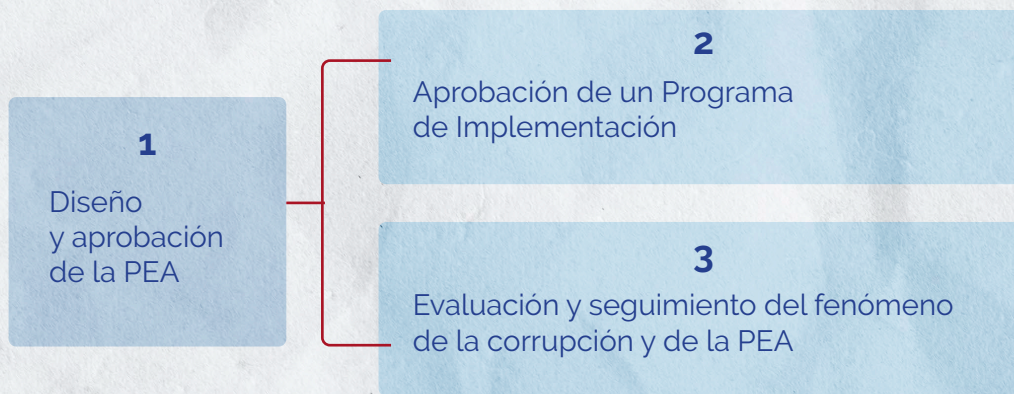 1
Diseño
y aprobación
de la PEA
2
Aprobación de un Programa
de Implementación
3
Evaluación y seguimiento del fenómeno
de la corrupción y de la PEA